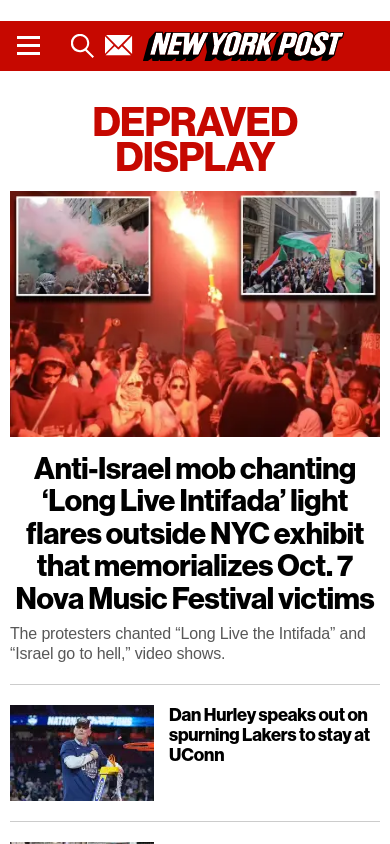 NEW YORK POST
DEPRAVED
DISPLAY
Anti-Israel mob chanting
‘Long Live Intifada’ light
flares outside NYC exhibit
that memorializes Oct. 7
Nova Music Festival victims
The protesters chanted “Long Live the Intifada” and
“Israel go to hell,” video shows.
NATIONAL CHAMPIONS
Dan Hurley speaks out on
spurning Lakers to stay at
UConn